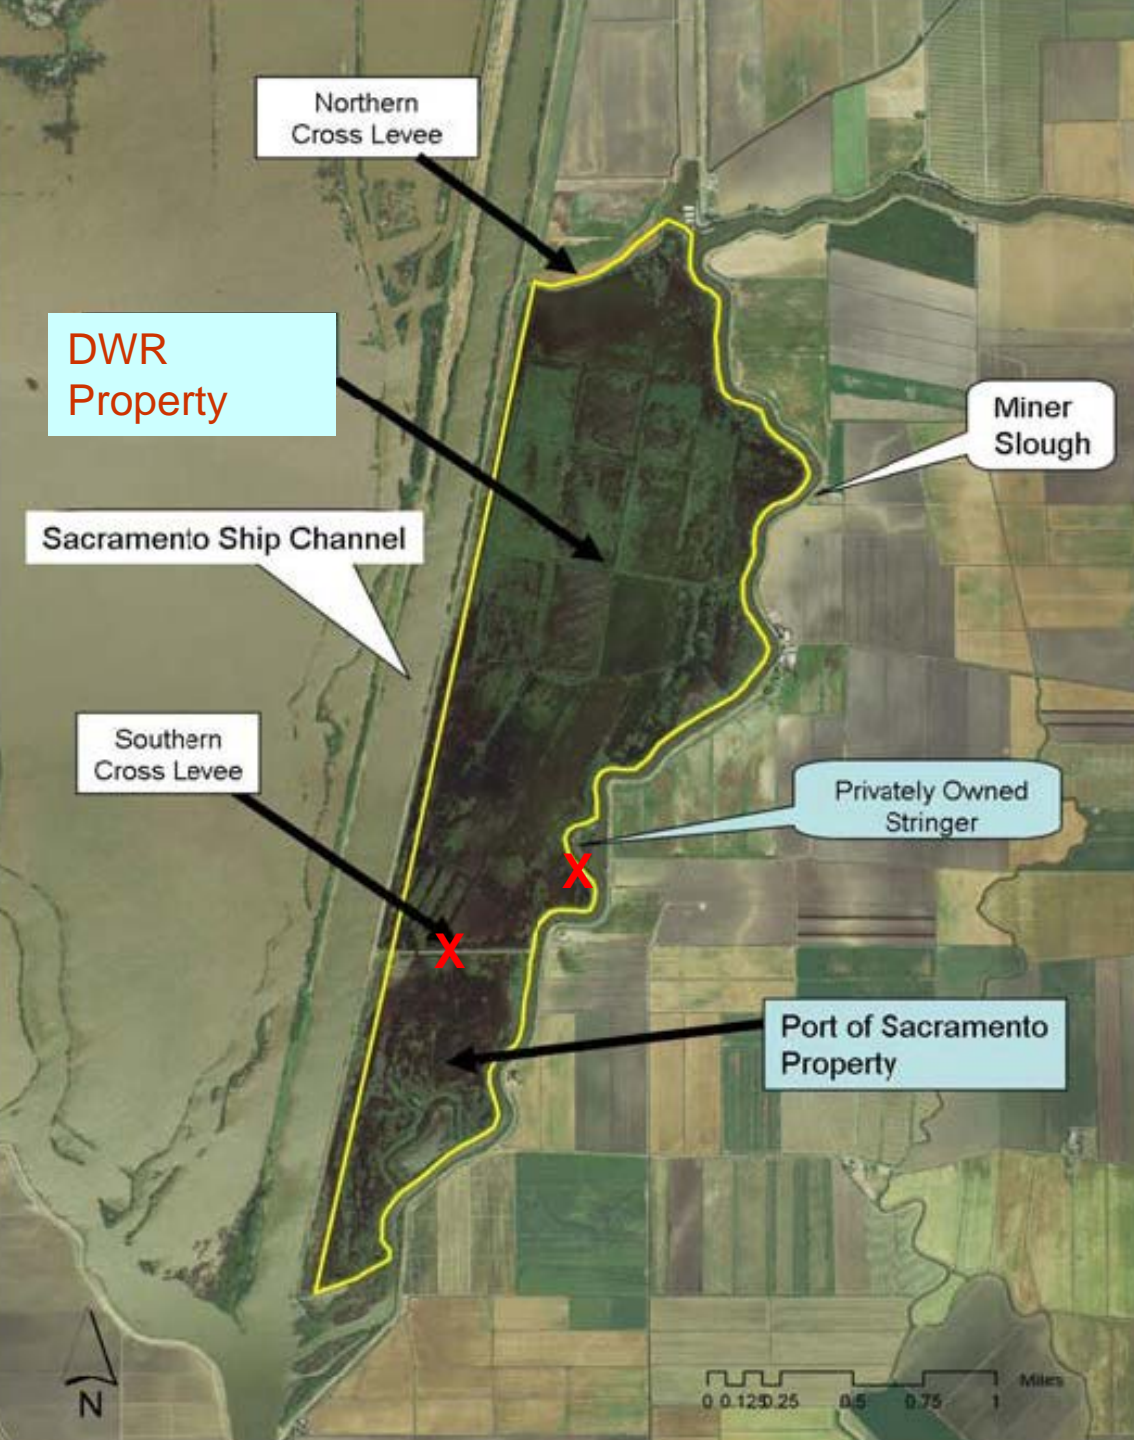 Northern
Cross Levee
DWR
Property
Miner
Slough
Sacramento Ship Channel
Southern
Cross Levee
Privately Owned
Stringer
X
X
Port of Sacramento
Property
N
Miles
0 0.125 0.25 0.5 0.75 1